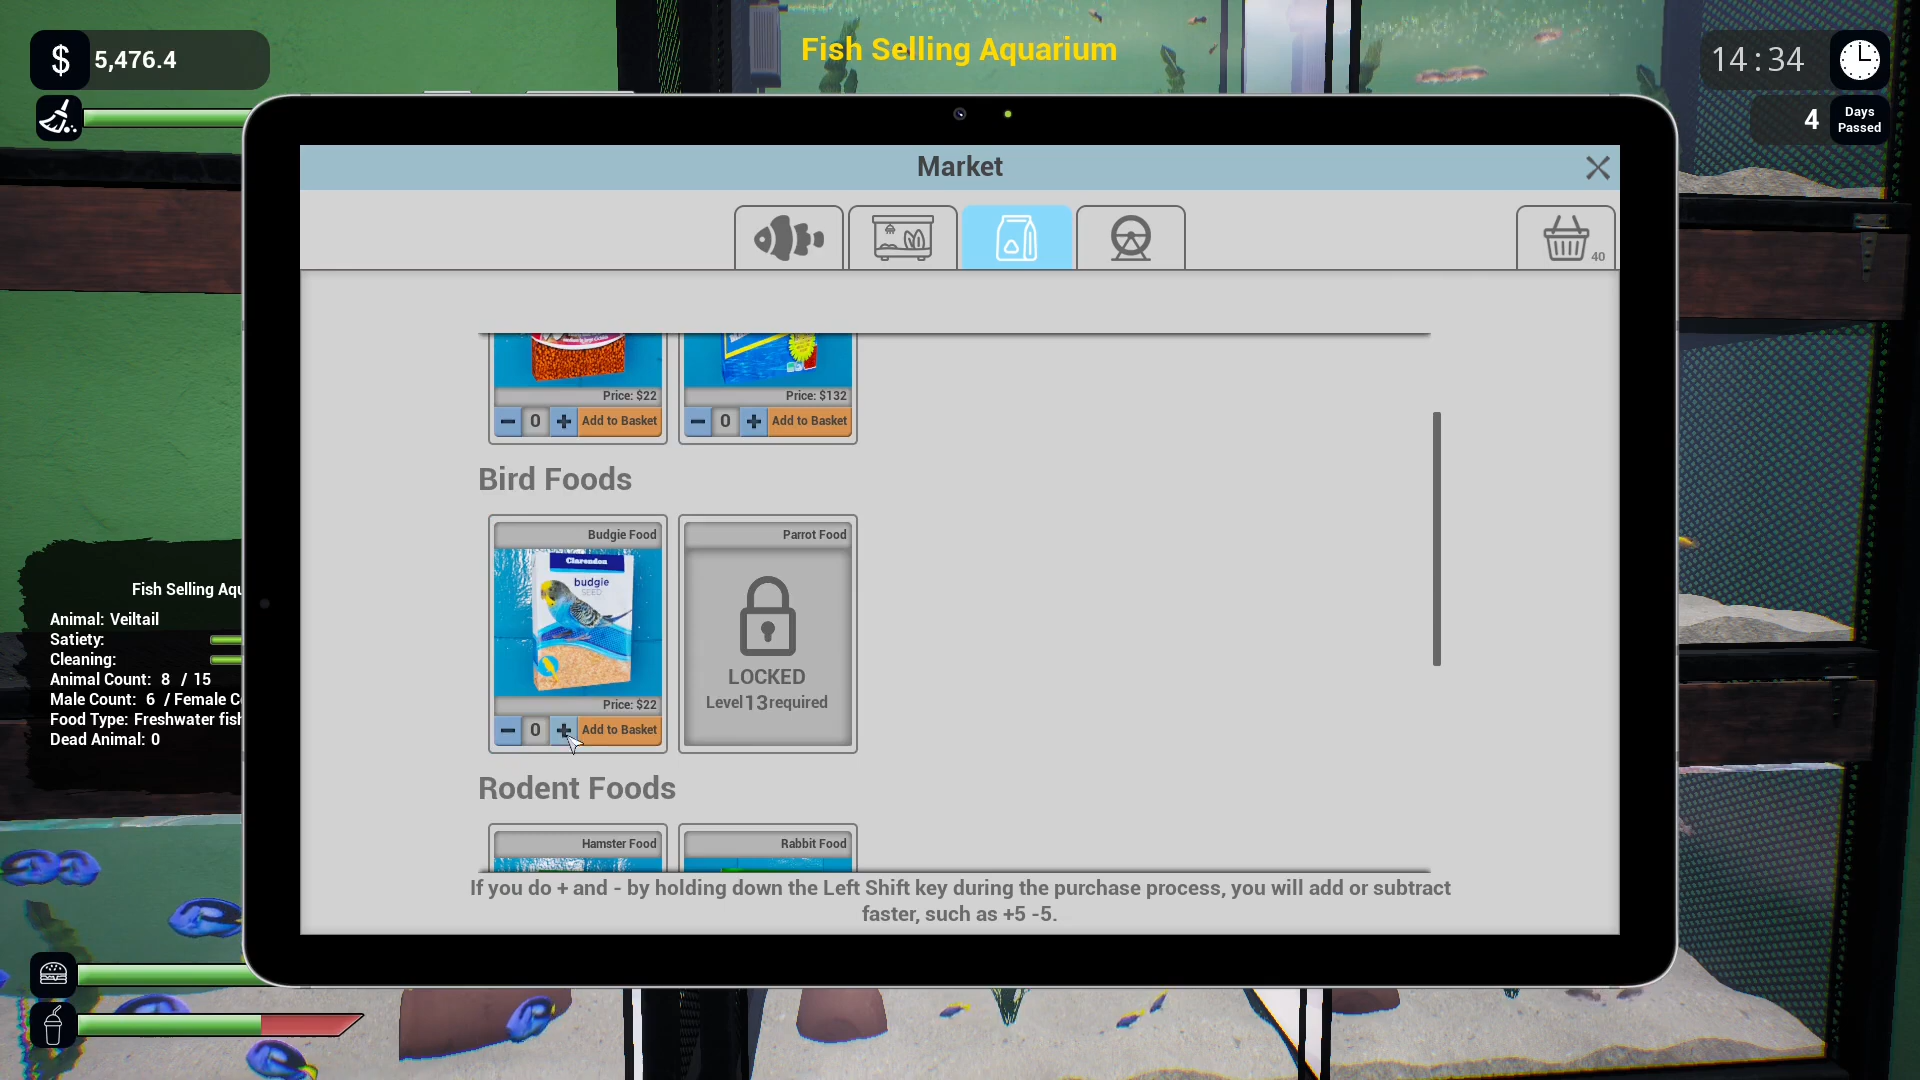 $ 5,476.4
Fish Selling Aquarium
14:34
4 Days Passed
Market
40
Price: $22
Price: $132
0 Add to Basket
0 Add to Basket
Bird Foods
Budgie Food
Parrot Food
Clarendon
budgie
SEED
LOCKED
Level 13 required
Price: $22
0 Add to Basket
Rodent Foods
Hamster Food
Rabbit Food
If you do + and - by holding down the Left Shift key during the purchase process, you will add or subtract
faster, such as +5 -5.
Fish Selling Aqu
Animal: Veiltail
Satiety:
Cleaning:
Animal Count: 8 / 15
Male Count: 6 / Female C
Food Type: Freshwater fish
Dead Animal: 0